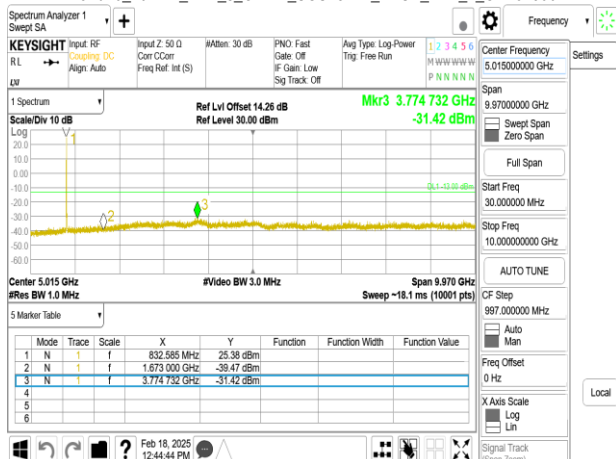 Spectrum Analyzer 1
Swept SA
+
Frequency
KEYSIGHT
RL
LXI
Input: RF
Coupling: DC
Align: Auto
Input Z: 50 Ω
Corr CCorr
Freq Ref: Int (S)
#Atten: 30 dB
PNO: Fast
Gate: Off
IF Gain: Low
Sig Track: Off
Avg Type: Log-Power
Trig: Free Run
1 2 3 4 5 6
M W W W W W
P N N N N N
1 Spectrum
Scale/Div 10 dB
Ref Lvl Offset 14.26 dB
Ref Level 30.00 dBm
Mkr3 3.774 732 GHz
-31.42 dBm
Log
20.0
10.0
0.00
-10.0
-20.0
-30.0
-40.0
-50.0
-60.0
1
2
3
DL1 -13.00 dBm
Center 5.015 GHz
#Res BW 1.0 MHz
#Video BW 3.0 MHz
Span 9.970 GHz
Sweep ~18.1 ms (10001 pts)
5 Marker Table
Mode Trace Scale X Y Function Function Width Function Value
1 N 1 f 832.585 MHz 25.38 dBm
2 N 1 f 1.673 000 GHz -39.47 dBm
3 N 1 f 3.774 732 GHz -31.42 dBm
4
5
6
Feb 18, 2025
12:44:44 PM
Center Frequency
5.015000000 GHz
Span
9.97000000 GHz
Swept Span
Zero Span
Full Span
Start Freq
30.000000 MHz
Stop Freq
10.000000000 GHz
AUTO TUNE
CF Step
997.000000 MHz
Auto
Man
Freq Offset
0 Hz
X Axis Scale
Log
Lin
Signal Track
(Span Zoom)
Settings
Local